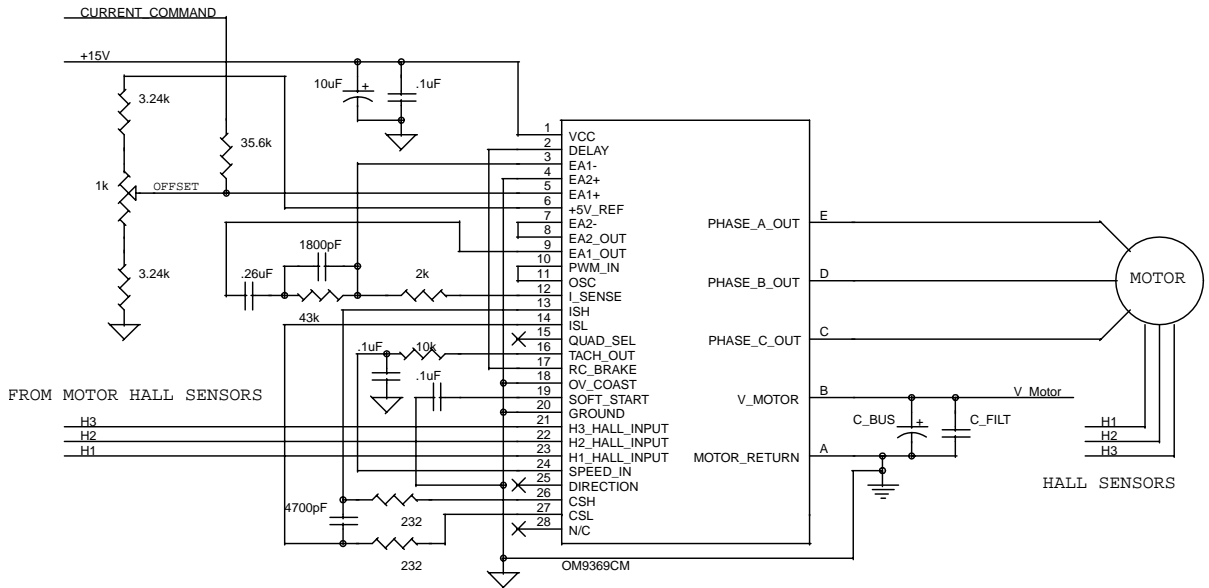 CURRENT_COMMAND
+15V
10uF
+
.1uF
3.24k
35.6k
1k
OFFSET
3.24k
1800pF
.26uF
2k
43k
.1uF
10k
.1uF
FROM MOTOR HALL SENSORS
H3
H2
H1
4700pF
232
232
1 VCC
2 DELAY
3 EA1-
4 EA2+
5 EA1+
6 +5V_REF
7 EA2-
8 EA2_OUT
9 EA1_OUT
10 PWM_IN
11 OSC
12 I_SENSE
13 ISH
14 ISL
15 QUAD_SEL
16 TACH_OUT
17 RC_BRAKE
18 OV_COAST
19 SOFT_START
20 GROUND
21 H3_HALL_INPUT
22 H2_HALL_INPUT
23 H1_HALL_INPUT
24 SPEED_IN
25 DIRECTION
26 CSH
27 CSL
28 N/C
OM9369CM
PHASE_A_OUT E
PHASE_B_OUT D
PHASE_C_OUT C
V_MOTOR B
MOTOR_RETURN A
MOTOR
V_Motor
C_BUS
+
C_FILT
H1
H2
H3
HALL SENSORS